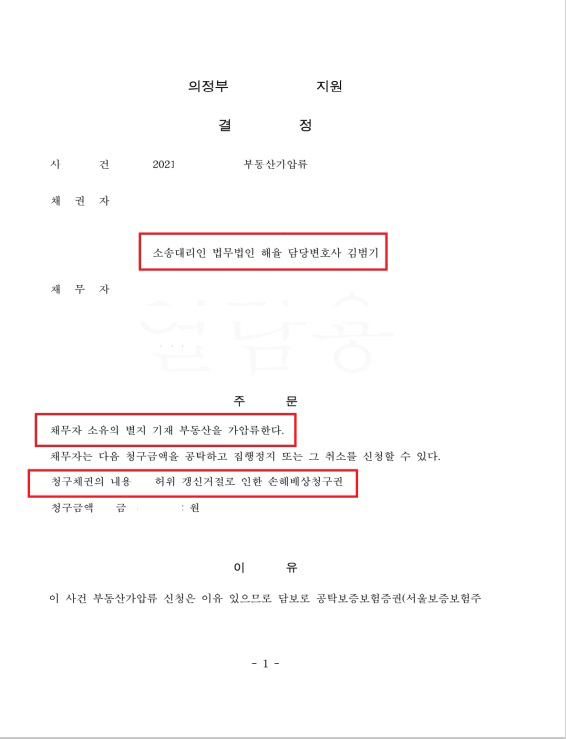 의정부 지원
결 정
사 건 2021 부동산가압류
채 권 자
소송대리인 법무법인 해율 담당변호사 김범기
채 무 자
열람용
주 문
채무자 소유의 별지 기재 부동산을 가압류한다.
채무자는 다음 청구금액을 공탁하고 집행정지 또는 그 취소를 신청할 수 있다.
청구채권의 내용 허위 갱신거절로 인한 손해배상청구권
청구금액 금 원
이 유
이 사건 부동산가압류 신청은 이유 있으므로 담보로 공탁보증보험증권(서울보증보험주
- 1 -